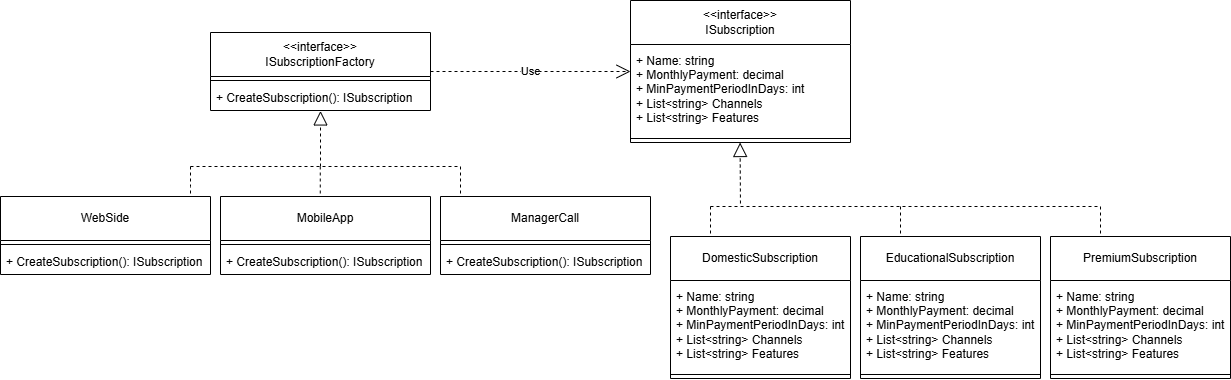 <<interface>>
ISubscriptionFactory
+ CreateSubscription(): ISubscription
Use
<<interface>>
ISubscription
+ Name: string
+ MonthlyPayment: decimal
+ MinPaymentPeriodInDays: int
+ List<string> Channels
+ List<string> Features
WebSide
+ CreateSubscription(): ISubscription
MobileApp
+ CreateSubscription(): ISubscription
ManagerCall
+ CreateSubscription(): ISubscription
DomesticSubscription
+ Name: string
+ MonthlyPayment: decimal
+ MinPaymentPeriodInDays: int
+ List<string> Channels
+ List<string> Features
EducationalSubscription
+ Name: string
+ MonthlyPayment: decimal
+ MinPaymentPeriodInDays: int
+ List<string> Channels
+ List<string> Features
PremiumSubscription
+ Name: string
+ MonthlyPayment: decimal
+ MinPaymentPeriodInDays: int
+ List<string> Channels
+ List<string> Features